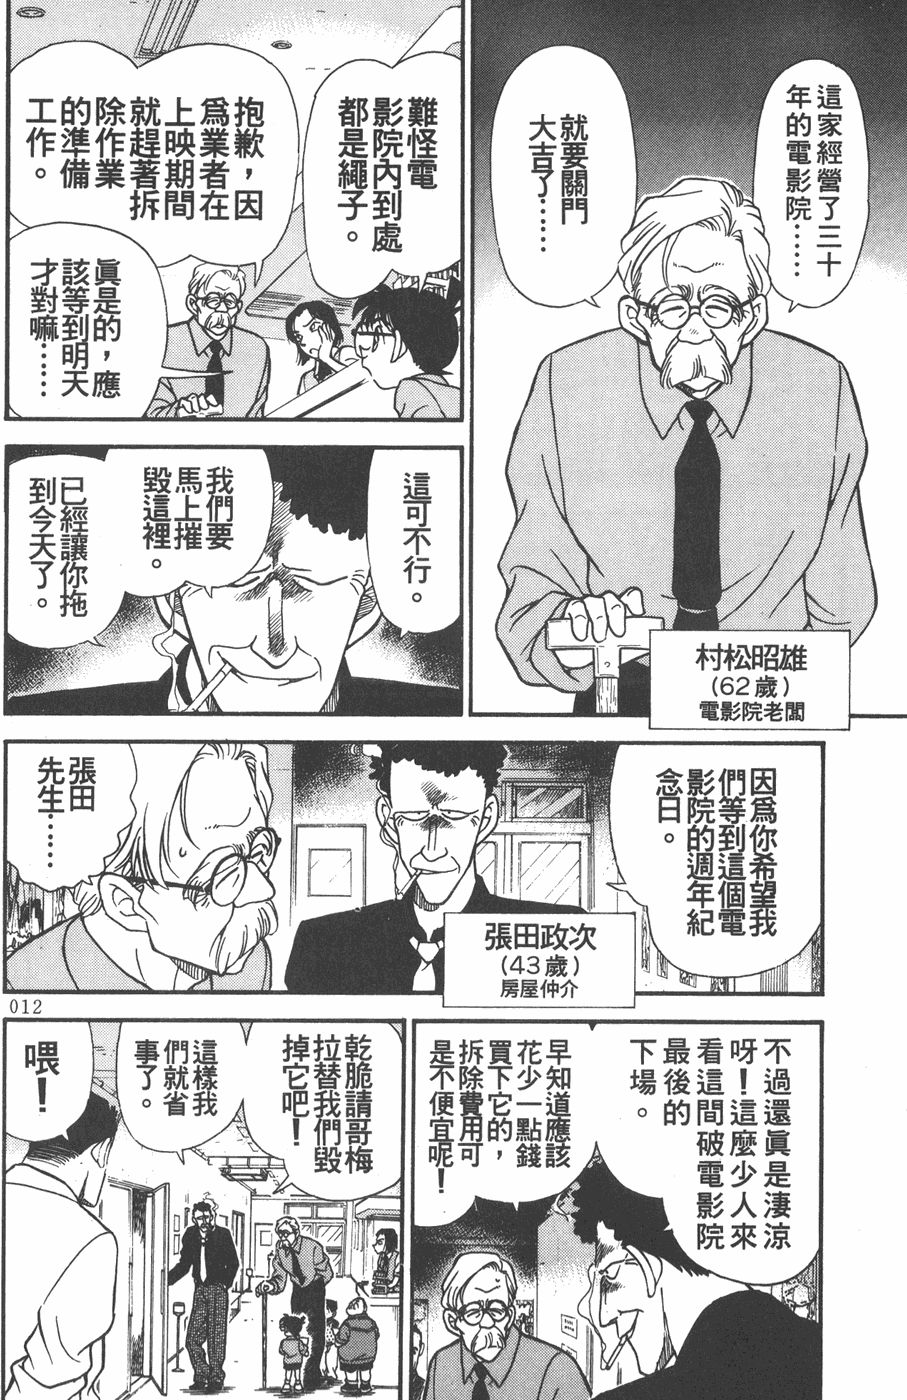 這家經營了三十
年的電影院……
就要關門
大吉了……
村松昭雄
(62歲)
電影院老闆
難怪電
影院內到處
都是繩子。
抱歉，因
爲業者在
上映期間
就趕著拆
除作業
的準備
工作。
眞是的，應
該等到明天
才對嘛……
這可不行。
我們要
馬上摧
毀這裡。
已經讓你拖
到今天了。
因爲你希望我
們等到這個電
影院的週年紀
念日。
張田政次
(43歲)
房屋仲介
張田
先生……
012
不過還眞是淒涼
呀！這麼少人來
看這間破電影院
最後的
下場。
早知道應該
花少一點錢
買下它的，
拆除費用可
是不便宜呢！
乾脆請哥梅
拉替我們毀
掉它吧！
這樣我
們就省
事了。
喂！